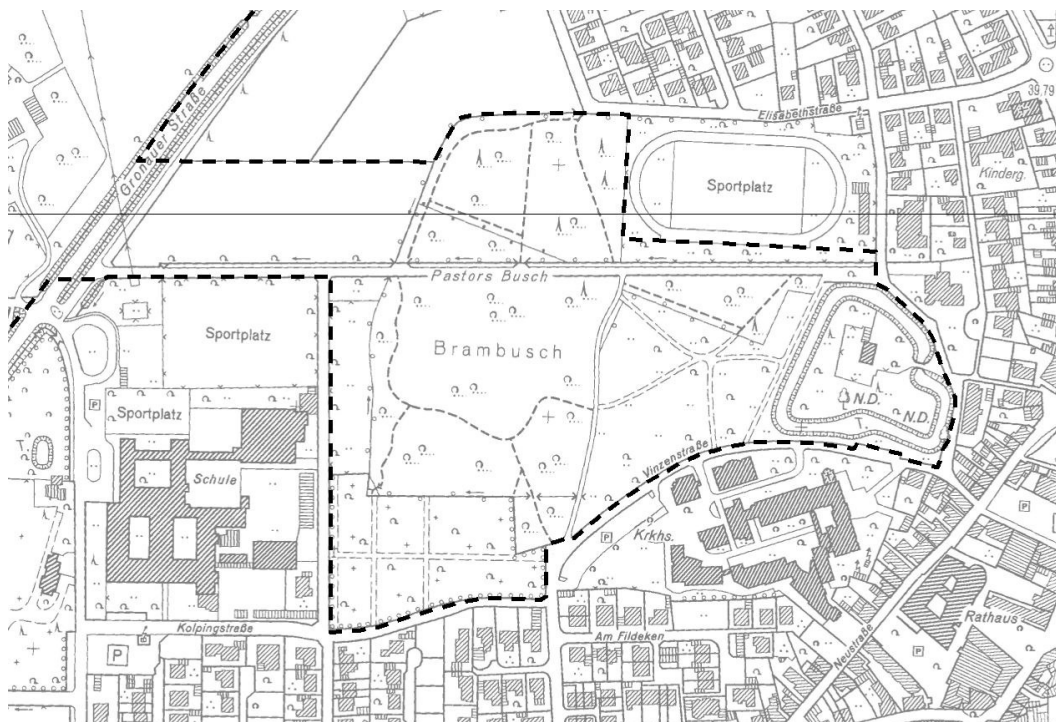 Elisabethstraße
39.79
Gronauer Straße
Sportplatz
Kinderg.
Pastors Busch
Sportplatz
Brambusch
Sportplatz
N.D.
N.D.
P
Schule
Vinzenstraße
P
Krkhs.
P
Kolpingstraße
Am Fildeken
Neustraße
Rathaus
P
P